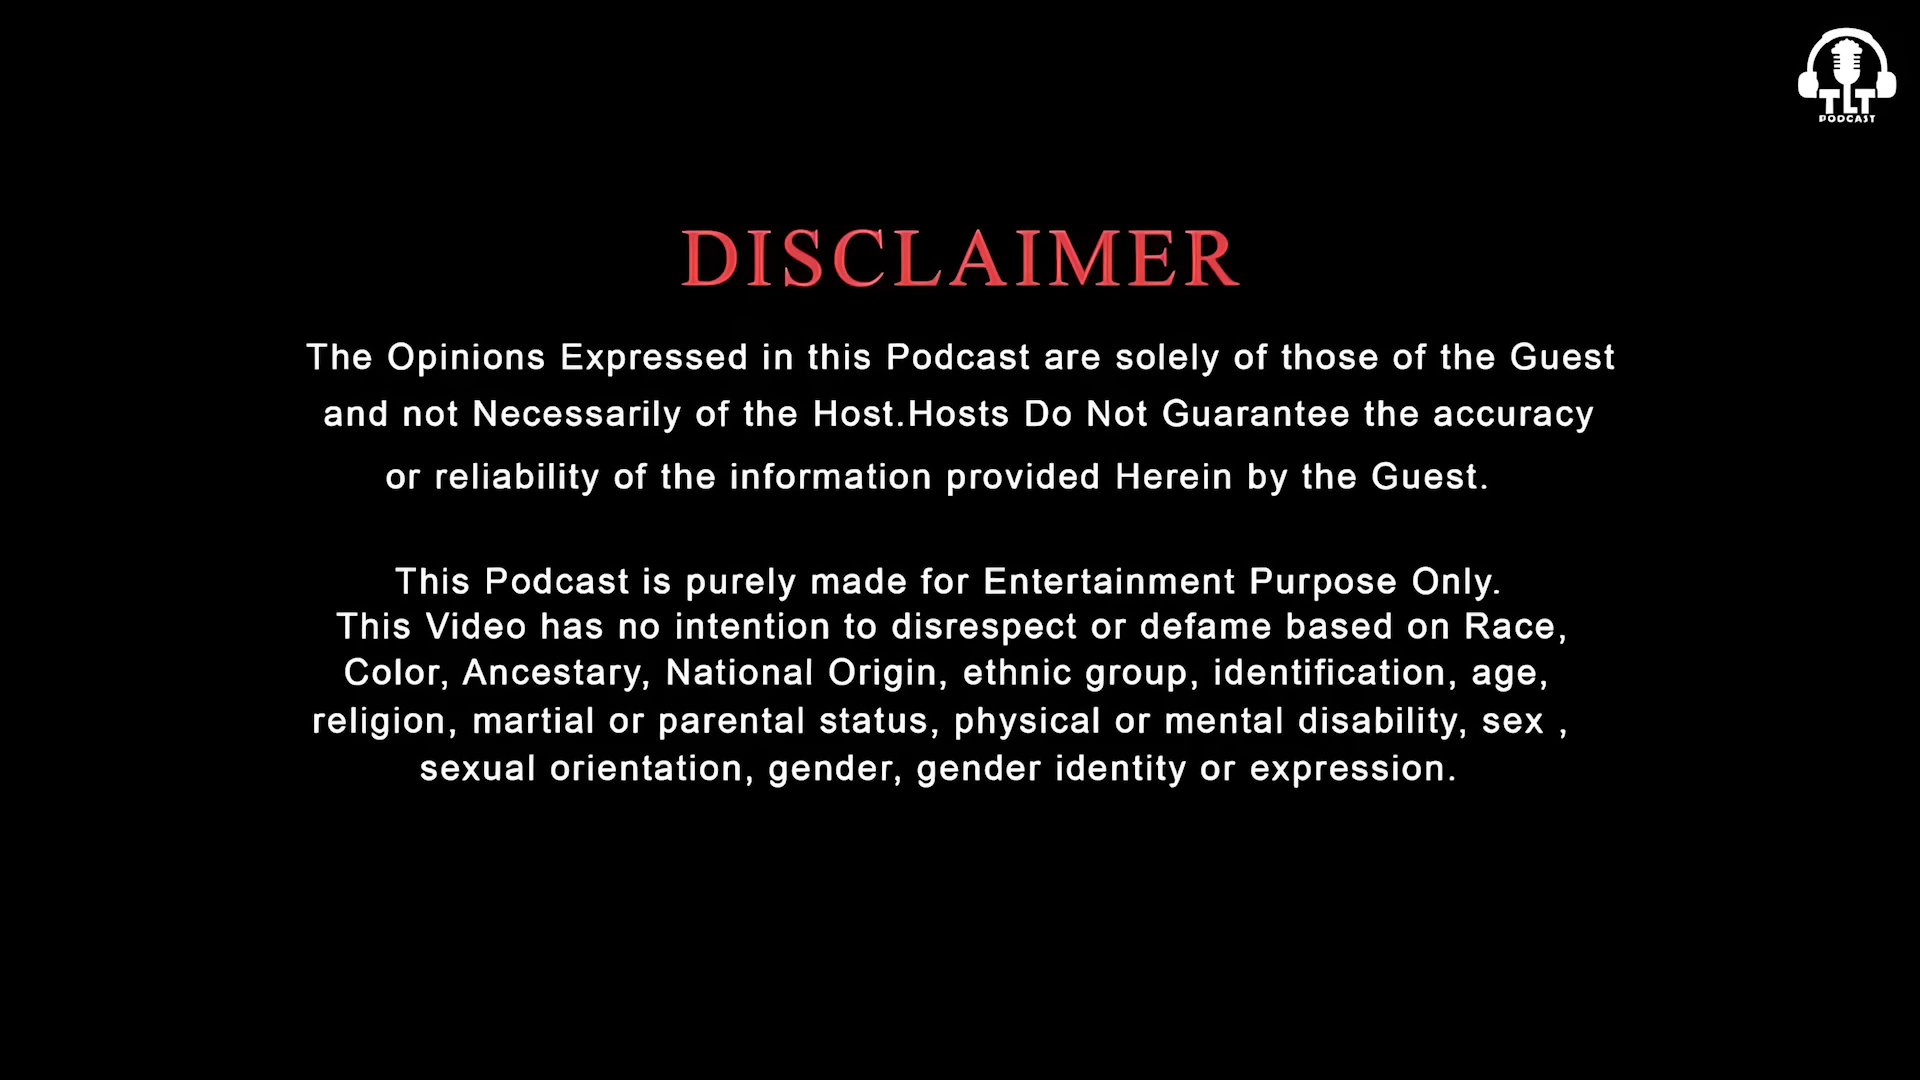 TLT
PODCAST
DISCLAIMER
The Opinions Expressed in this Podcast are solely of those of the Guest
and not Necessarily of the Host.Hosts Do Not Guarantee the accuracy
or reliability of the information provided Herein by the Guest.
This Podcast is purely made for Entertainment Purpose Only.
This Video has no intention to disrespect or defame based on Race,
Color, Ancestary, National Origin, ethnic group, identification, age,
religion, martial or parental status, physical or mental disability, sex ,
sexual orientation, gender, gender identity or expression.